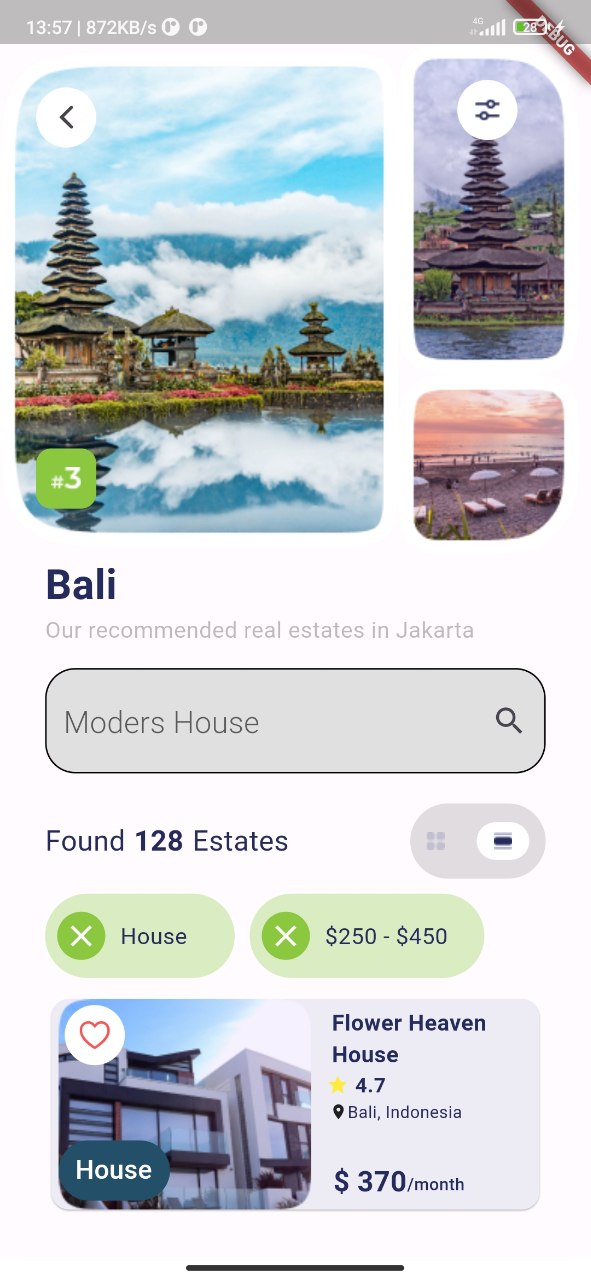 13:57 | 872KB/s
4G
28
DEBUG
#3
Bali
Our recommended real estates in Jakarta
Moders House
Found 128 Estates
House
$250 - $450
Flower Heaven
House
4.7
Bali, Indonesia
House
$ 370/month